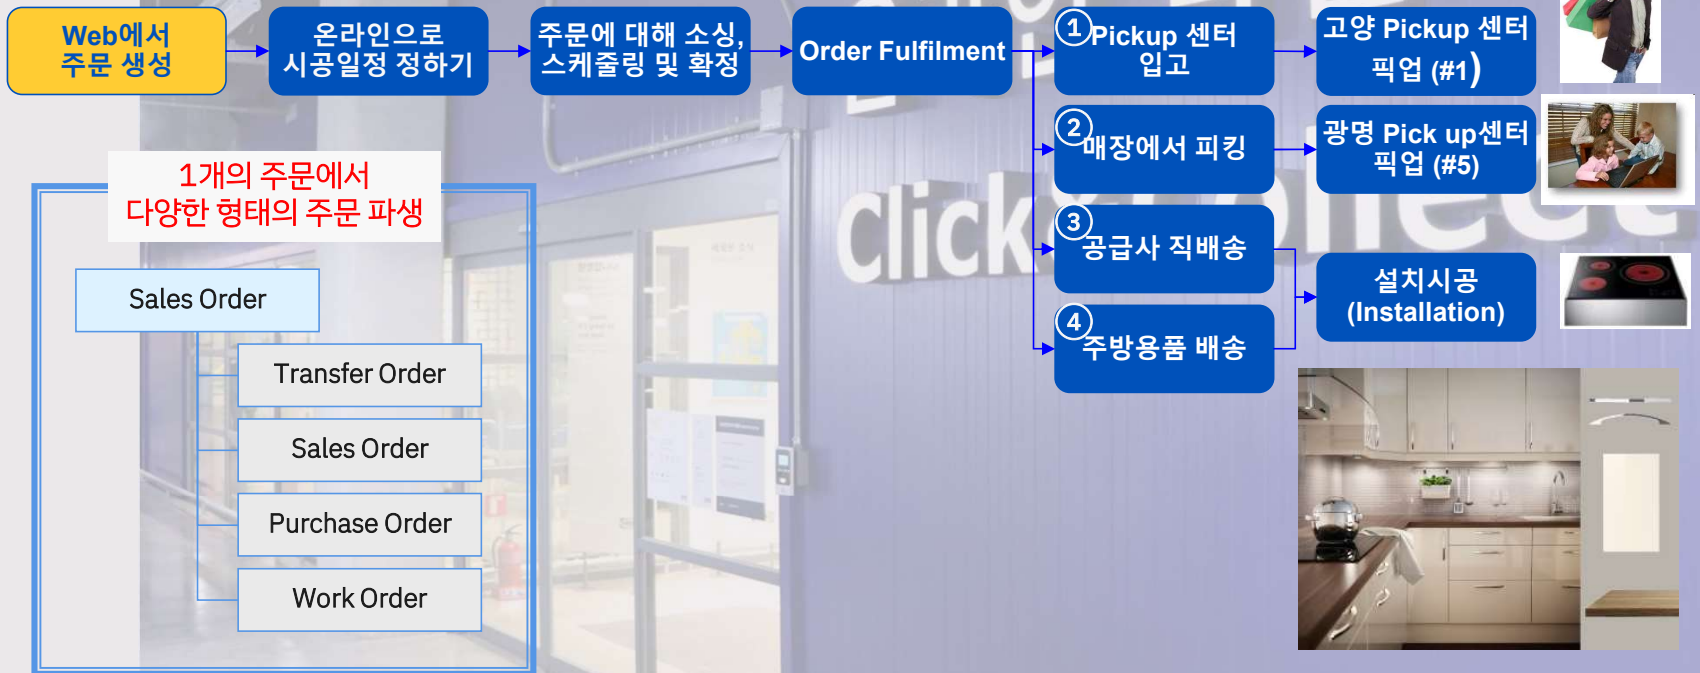 Web에서
주문 생성
온라인으로
시공일정 정하기
주문에 대해 소싱,
스케줄링 및 확정
Order Fulfilment
1
Pickup 센터
입고
고양 Pickup 센터
픽업 (#1)
2
매장에서 피킹
광명 Pick up센터
픽업 (#5)
3
공급사 직배송
4
주방용품 배송
설치시공
(Installation)
1개의 주문에서
다양한 형태의 주문 파생
Sales Order
Transfer Order
Sales Order
Purchase Order
Work Order